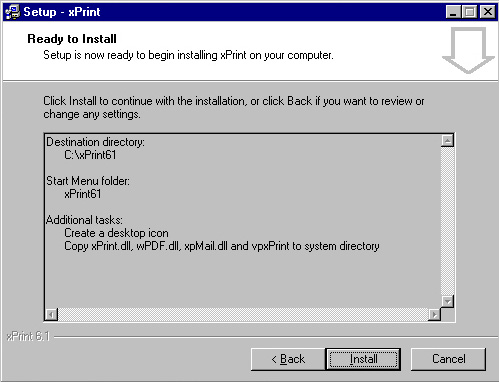 Setup - xPrint
Ready to Install
Setup is now ready to begin installing xPrint on your computer.
Click Install to continue with the installation, or click Back if you want to review or
change any settings.
Destination directory:
C:\xPrint61
Start Menu folder:
xPrint61
Additional tasks:
Create a desktop icon
Copy xPrint.dll, wPDF.dll, xpMail.dll and vpxPrint to system directory
xPrint 6.1
< Back
Install
Cancel